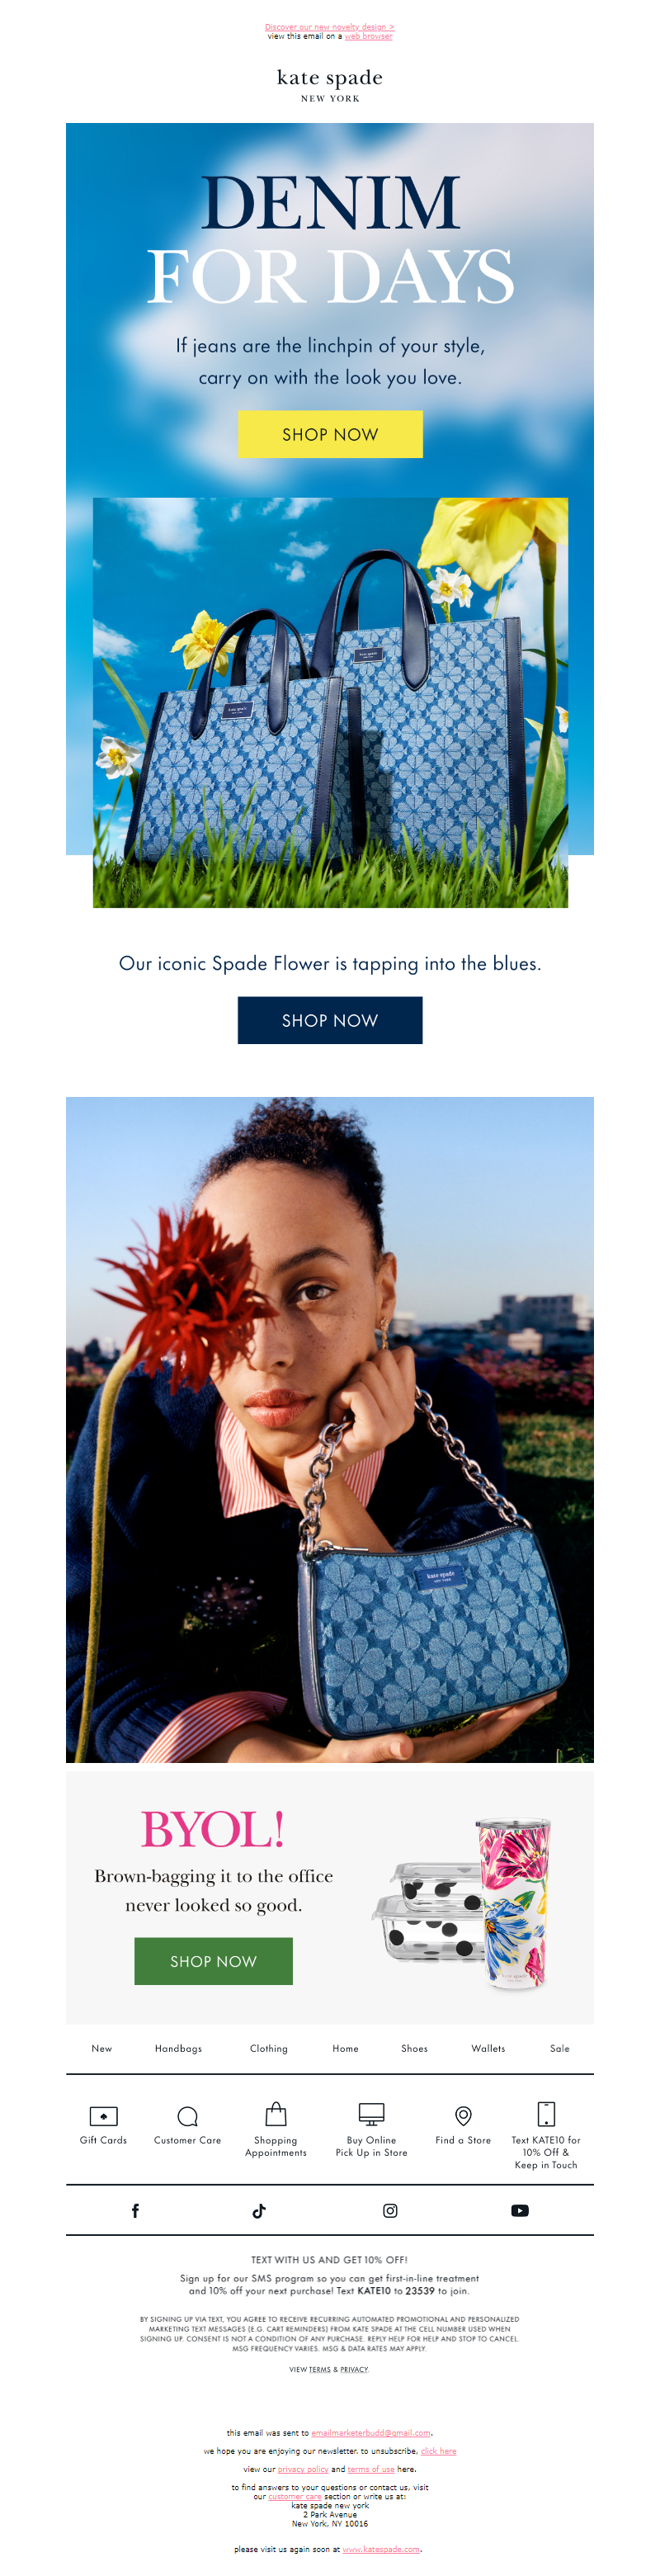 Discover our new novelty design >
view this email on a web browser
kate spade
NEW YORK
DENIM
FOR DAYS
If jeans are the linchpin of your style,
carry on with the look you love.
SHOP NOW
kate spade
kate spade
Our iconic Spade Flower is tapping into the blues.
SHOP NOW
kate spade
NEW YORK
BYOL!
Brown-bagging it to the office
never looked so good.
SHOP NOW
kate spade
New Handbags Clothing Home Shoes Wallets Sale
Gift Cards Customer Care Shopping Buy Online Find a Store Text KATE10 for
Appointments Pick Up in Store 10% Off &
Keep in Touch
TEXT WITH US AND GET 10% OFF!
Sign up for our SMS program so you can get first-in-line treatment
and 10% off your next purchase! Text KATE10 to 23539 to join.
BY SIGNING UP VIA TEXT, YOU AGREE TO RECEIVE RECURRING AUTOMATED PROMOTIONAL AND PERSONALIZED
MARKETING TEXT MESSAGES (E.G. CART REMINDERS) FROM KATE SPADE AT THE CELL NUMBER USED WHEN
SIGNING UP. CONSENT IS NOT A CONDITION OF ANY PURCHASE. REPLY HELP FOR HELP AND STOP TO CANCEL.
MSG FREQUENCY VARIES. MSG & DATA RATES MAY APPLY.
VIEW TERMS & PRIVACY.
this email was sent to emailmarketerbudd@gmail.com.
we hope you are enjoying our newsletter. to unsubscribe, click here
view our privacy policy and terms of use here.
to find answers to your questions or contact us, visit
our customer care section or write us at:
kate spade new york
2 Park Avenue
New York, NY 10016
please visit us again soon at www.katespade.com.